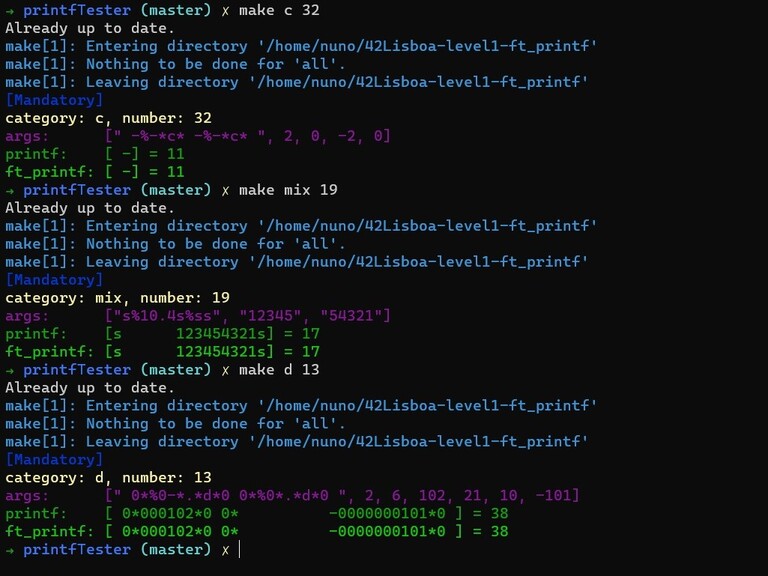 → printfTester (master) ✗ make c 32
Already up to date.
make[1]: Entering directory '/home/nuno/42Lisboa-level1-ft_printf'
make[1]: Nothing to be done for 'all'.
make[1]: Leaving directory '/home/nuno/42Lisboa-level1-ft_printf'
[Mandatory]
category: c, number: 32
args:      [" -%-*c* -%-*c* ", 2, 0, -2, 0]
printf:    [ -] = 11
ft_printf: [ -] = 11
→ printfTester (master) ✗ make mix 19
Already up to date.
make[1]: Entering directory '/home/nuno/42Lisboa-level1-ft_printf'
make[1]: Nothing to be done for 'all'.
make[1]: Leaving directory '/home/nuno/42Lisboa-level1-ft_printf'
[Mandatory]
category: mix, number: 19
args:      ["s%10.4s%ss", "12345", "54321"]
printf:    [s      123454321s] = 17
ft_printf: [s      123454321s] = 17
→ printfTester (master) ✗ make d 13
Already up to date.
make[1]: Entering directory '/home/nuno/42Lisboa-level1-ft_printf'
make[1]: Nothing to be done for 'all'.
make[1]: Leaving directory '/home/nuno/42Lisboa-level1-ft_printf'
[Mandatory]
category: d, number: 13
args:      [" 0*%0-*.*d*0 0*%0*.*d*0 ", 2, 6, 102, 21, 10, -101]
printf:    [ 0*000102*0 0*          -0000000101*0 ] = 38
ft_printf: [ 0*000102*0 0*          -0000000101*0 ] = 38
→ printfTester (master) ✗